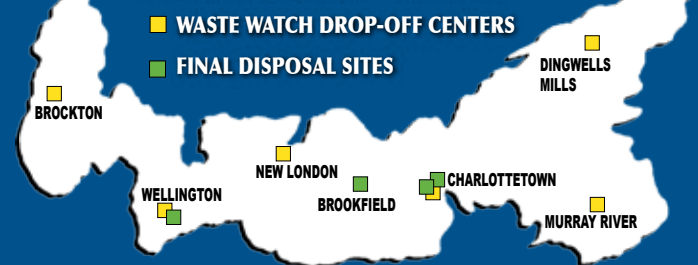 WASTE WATCH DROP-OFF CENTERS
FINAL DISPOSAL SITES
DINGWELLS
MILLS
BROCKTON
NEW LONDON
CHARLOTTETOWN
WELLINGTON
BROOKFIELD
MURRAY RIVER